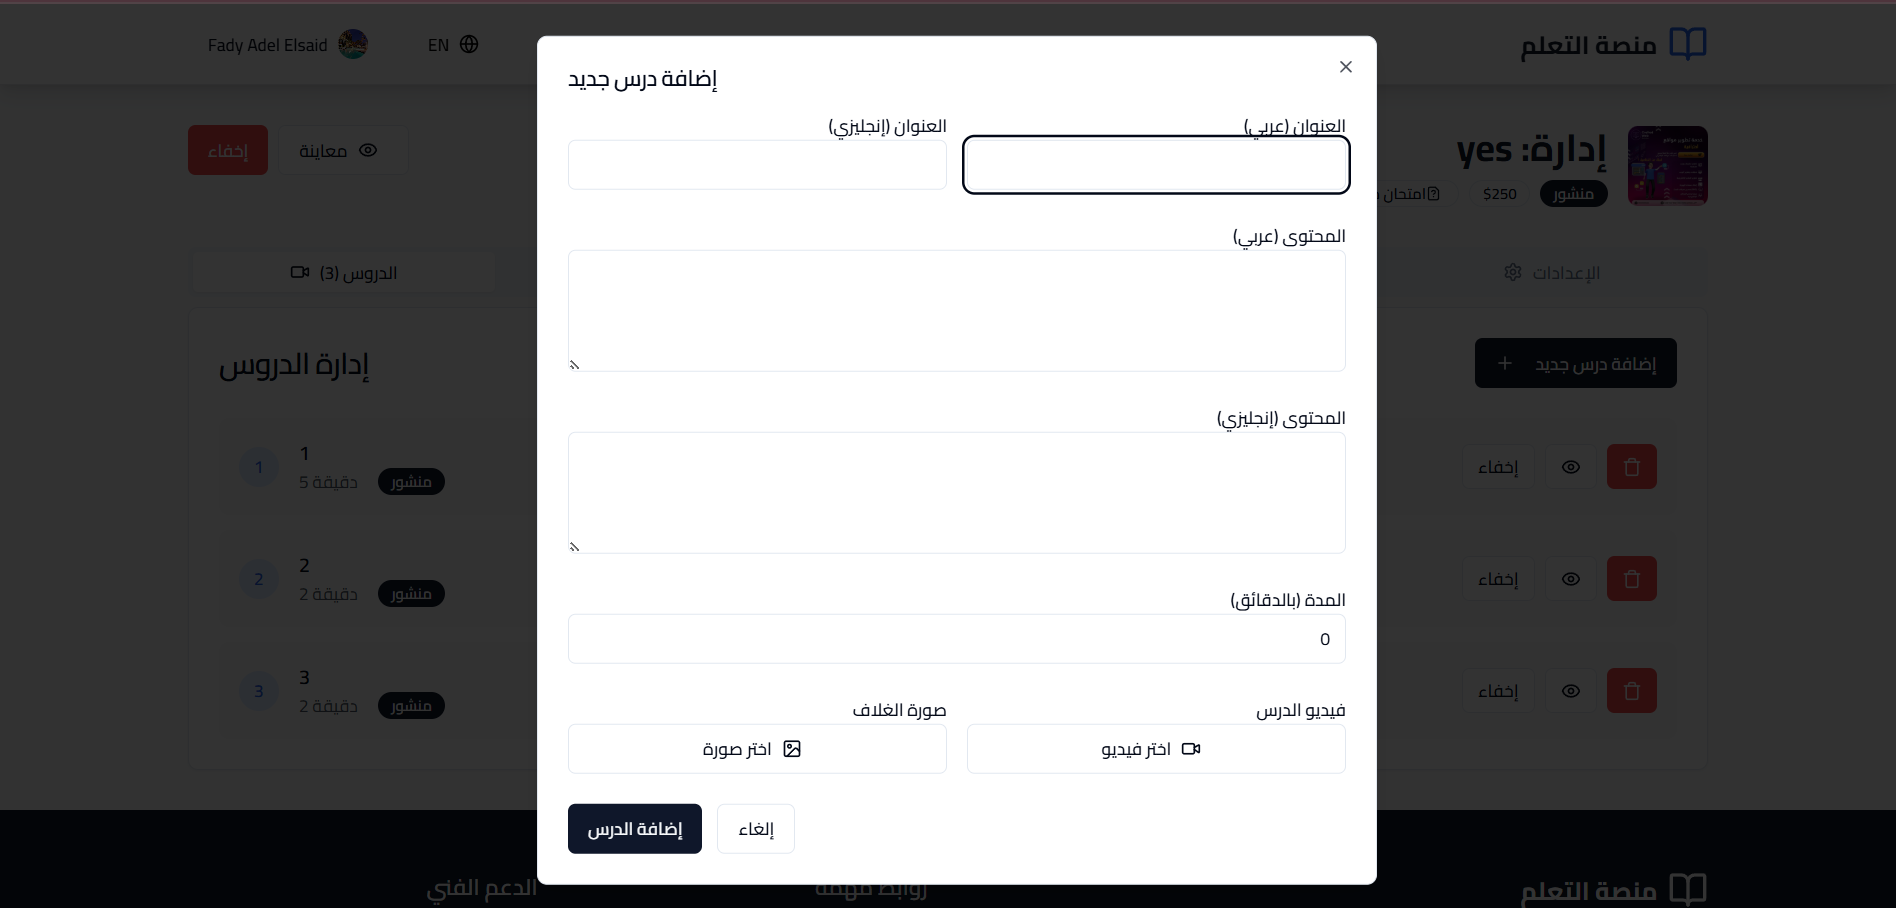 منصة التعلم
EN
Fady Adel Elsaid
إدارة: yes
منشور
$250
امتحان
معاينة
إخفاء
الإعدادات
الدروس (3)
إضافة درس جديد
إدارة الدروس
1
1
دقيقة 5
منشور
إخفاء
2
2
دقيقة 2
منشور
إخفاء
3
3
دقيقة 2
منشور
إخفاء
إضافة درس جديد
العنوان (عربي)
العنوان (إنجليزي)
المحتوى (عربي)
المحتوى (إنجليزي)
المدة (بالدقائق)
0
فيديو الدرس
صورة الغلاف
اختر فيديو
اختر صورة
إلغاء
إضافة الدرس
منصة التعلم
روابط مهمة
الدعم الفني